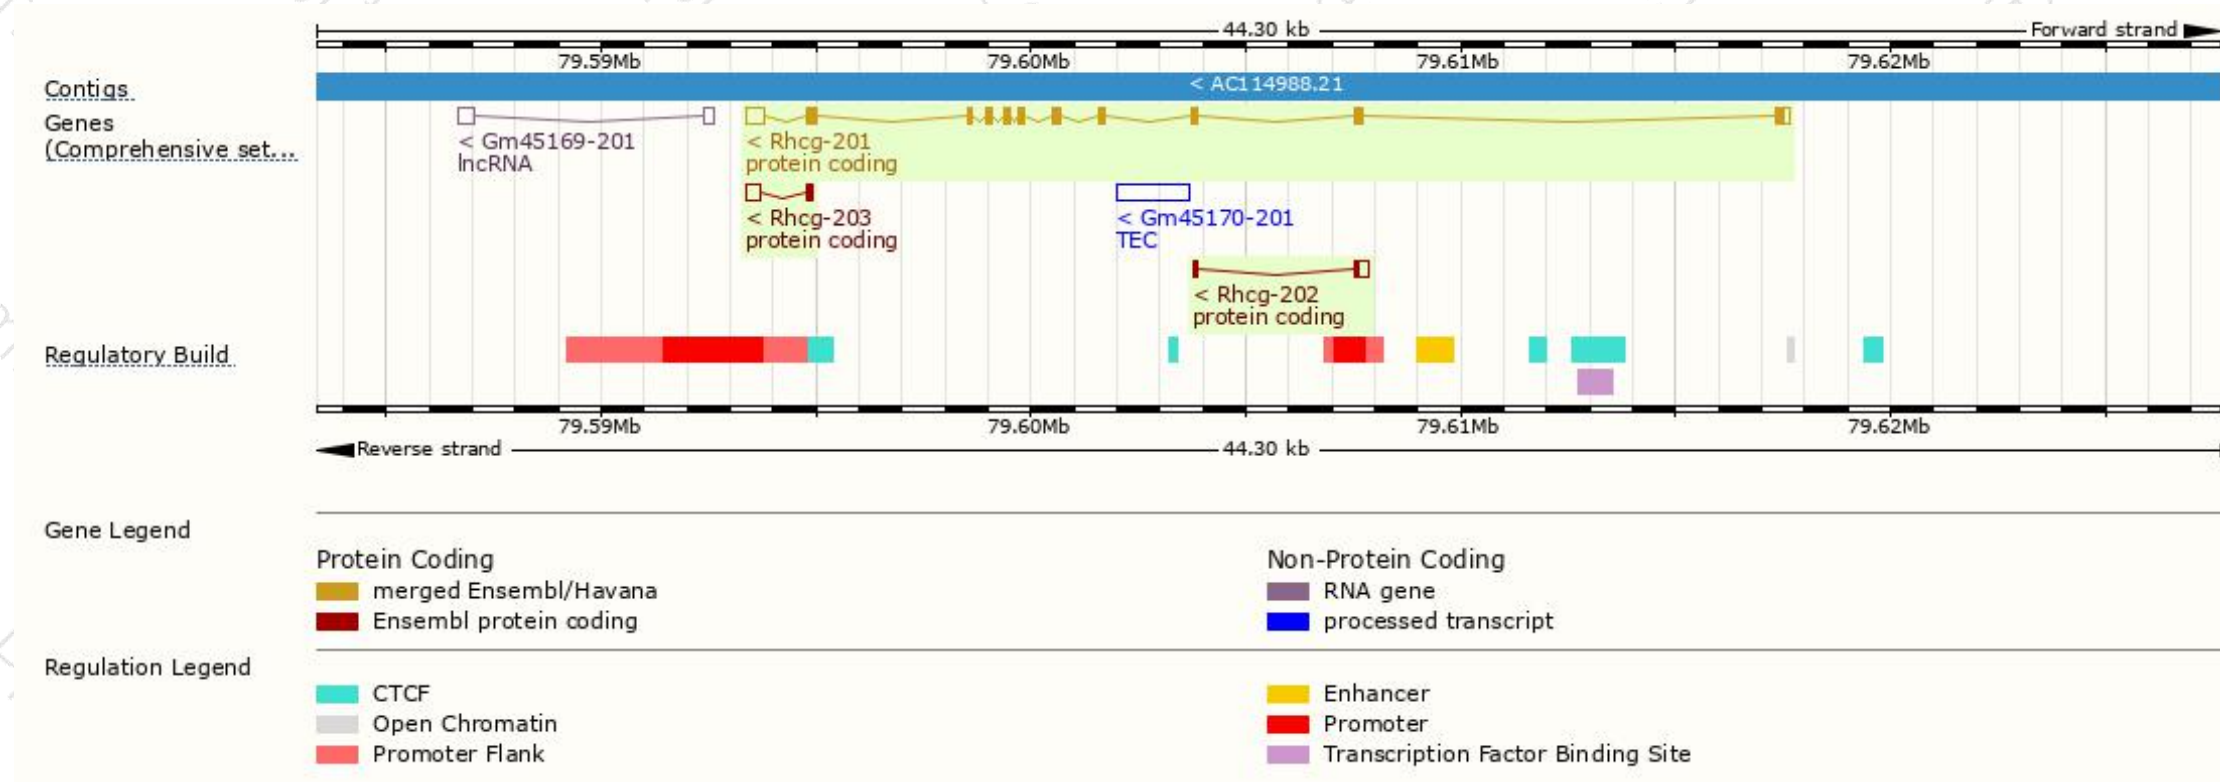 44.30 kb Forward strand
79.59Mb 79.60Mb 79.61Mb 79.62Mb
Contigs < AC114988.21
Genes
(Comprehensive set...
< Gm45169-201 < Rhcg-201
lncRNA protein coding
< Rhcg-203 < Gm45170-201
protein coding TEC
< Rhcg-202
protein coding
Regulatory Build
79.59Mb 79.60Mb 79.61Mb 79.62Mb
Reverse strand 44.30 kb
Gene Legend
Protein Coding Non-Protein Coding
merged Ensembl/Havana RNA gene
Ensembl protein coding processed transcript
Regulation Legend
CTCF Enhancer
Open Chromatin Promoter
Promoter Flank Transcription Factor Binding Site